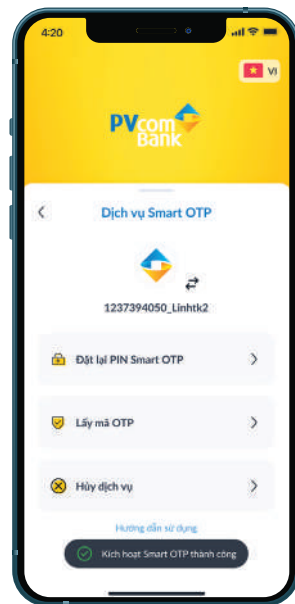 4:20
VI
PVcom
Bank
Dịch vụ Smart OTP
1237394050_Linhtk2
Đặt lại PIN Smart OTP
Lấy mã OTP
Hủy dịch vụ
Hướng dẫn sử dụng
Kích hoạt Smart OTP thành công